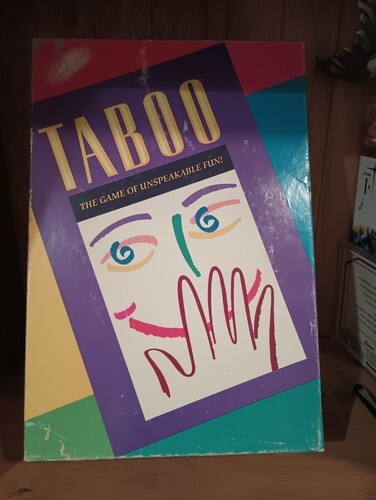 TABOO
THE GAME OF UNSPEAKABLE FUN!